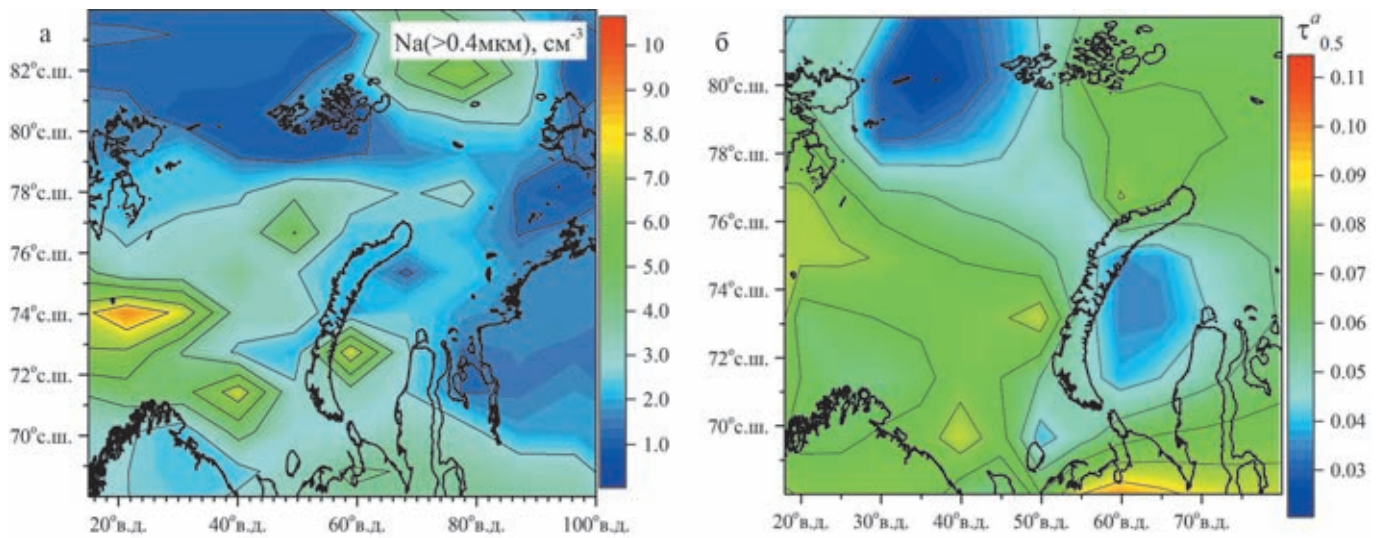 а
Na(>0.4мкм), см⁻³
82°с.ш.
80°с.ш.
78°с.ш.
76°с.ш.
74°с.ш.
72°с.ш.
70°с.ш.
20°в.д. 40°в.д. 60°в.д. 80°в.д. 100°в.д.
10
9.0
8.0
7.0
6.0
5.0
4.0
3.0
2.0
1.0
б
τᵃ₀.₅
80°с.ш.
78°с.ш.
76°с.ш.
74°с.ш.
72°с.ш.
70°с.ш.
20°в.д. 30°в.д. 40°в.д. 50°в.д. 60°в.д. 70°в.д.
0.11
0.10
0.09
0.08
0.07
0.06
0.05
0.04
0.03